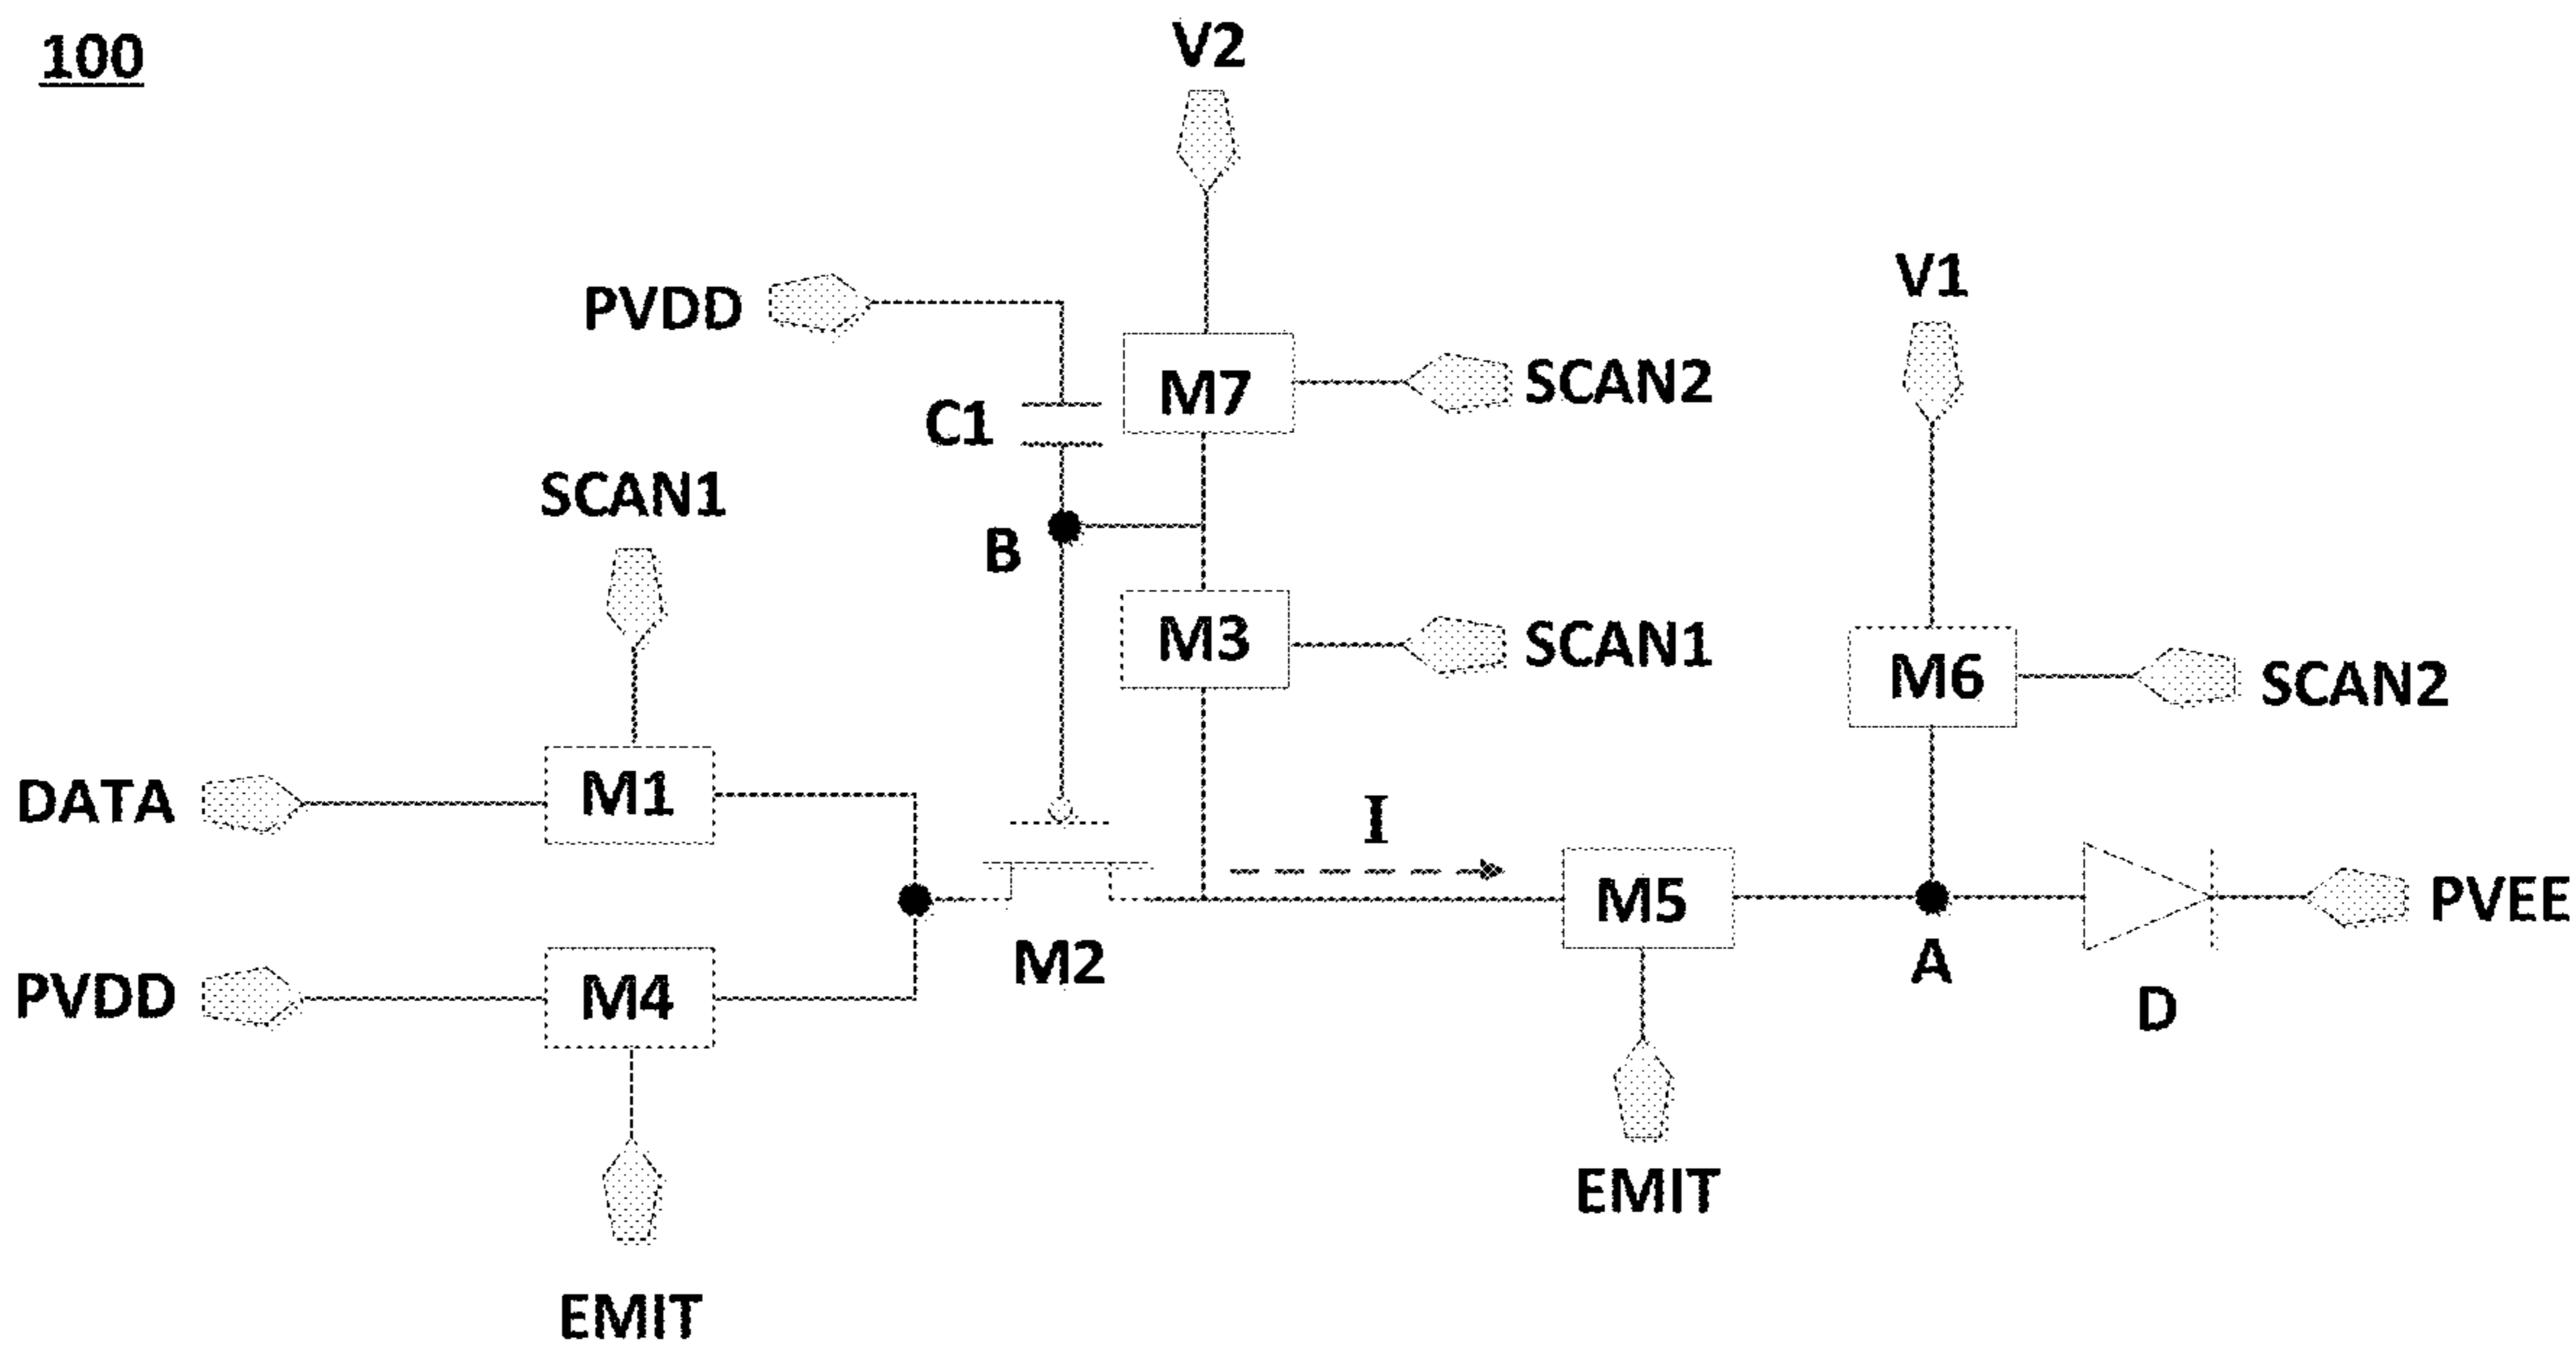 100
V2
V1
PVDD
M7
SCAN2
C1
SCAN1
B
M3
SCAN1
M6
SCAN2
DATA
M1
I
M5
PVEE
M2
A
PVDD
M4
D
EMIT
EMIT